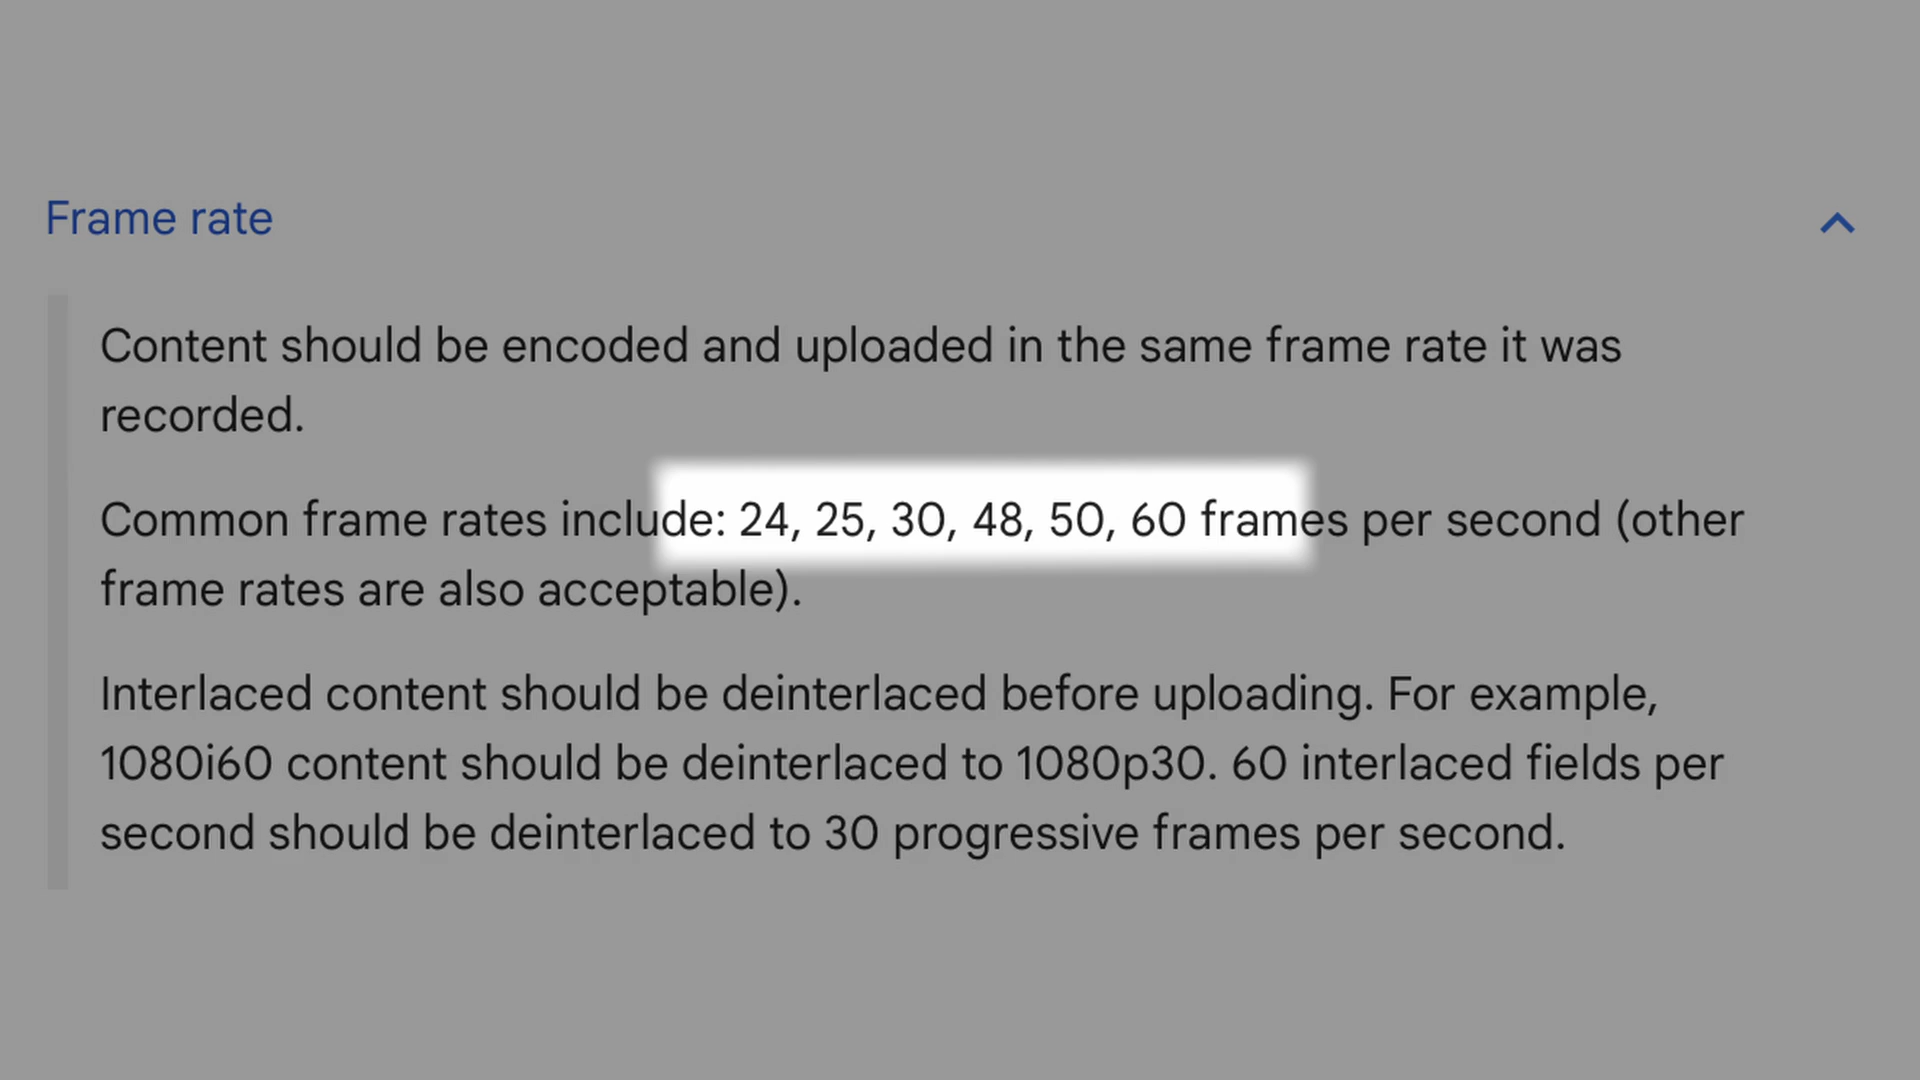 Frame rate
Content should be encoded and uploaded in the same frame rate it was
recorded.
Common frame rates include: 24, 25, 30, 48, 50, 60 frames per second (other
frame rates are also acceptable).
Interlaced content should be deinterlaced before uploading. For example,
1080i60 content should be deinterlaced to 1080p30. 60 interlaced fields per
second should be deinterlaced to 30 progressive frames per second.